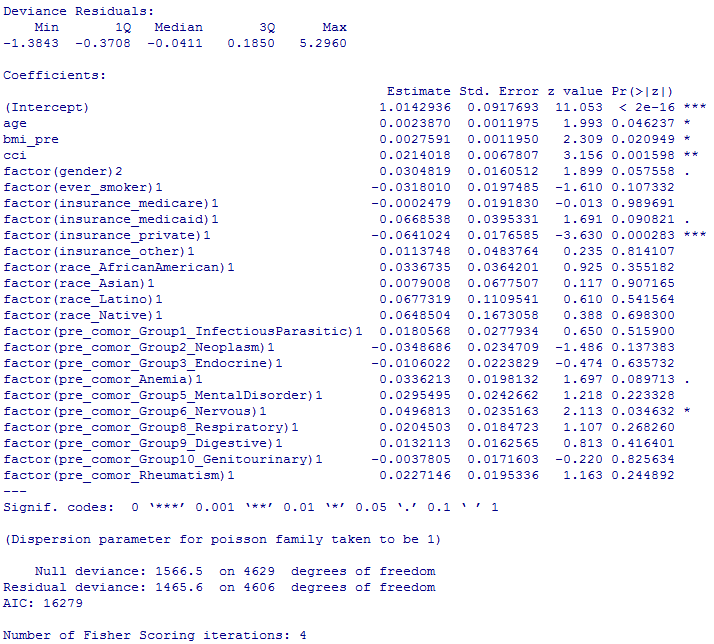 Deviance Residuals:
    Min       1Q   Median       3Q      Max
-1.3843  -0.3708  -0.0411   0.1850   5.2960

Coefficients:
                                                Estimate Std. Error z value Pr(>|z|)
(Intercept)                                    1.0142936  0.0917693  11.053  < 2e-16 ***
age                                            0.0023870  0.0011975   1.993 0.046237 *
bmi_pre                                        0.0027591  0.0011950   2.309 0.020949 *
cci                                            0.0214018  0.0067807   3.156 0.001598 **
factor(gender)2                                0.0304819  0.0160512   1.899 0.057558 .
factor(ever_smoker)1                          -0.0318010  0.0197485  -1.610 0.107332
factor(insurance_medicare)1                   -0.0002479  0.0191830  -0.013 0.989691
factor(insurance_medicaid)1                    0.0668538  0.0395331   1.691 0.090821 .
factor(insurance_private)1                    -0.0641024  0.0176585  -3.630 0.000283 ***
factor(insurance_other)1                       0.0113748  0.0483764   0.235 0.814107
factor(race_AfricanAmerican)1                  0.0336735  0.0364201   0.925 0.355182
factor(race_Asian)1                            0.0079008  0.0677507   0.117 0.907165
factor(race_Latino)1                           0.0677319  0.1109541   0.610 0.541564
factor(race_Native)1                           0.0648504  0.1673058   0.388 0.698300
factor(pre_comor_Group1_InfectiousParasitic)1  0.0180568  0.0277934   0.650 0.515900
factor(pre_comor_Group2_Neoplasm)1            -0.0348686  0.0234709  -1.486 0.137383
factor(pre_comor_Group3_Endocrine)1           -0.0106022  0.0223829  -0.474 0.635732
factor(pre_comor_Anemia)1                      0.0336213  0.0198132   1.697 0.089713 .
factor(pre_comor_Group5_MentalDisorder)1       0.0295495  0.0242662   1.218 0.223328
factor(pre_comor_Group6_Nervous)1              0.0496813  0.0235163   2.113 0.034632 *
factor(pre_comor_Group8_Respiratory)1          0.0204503  0.0184723   1.107 0.268260
factor(pre_comor_Group9_Digestive)1            0.0132113  0.0162565   0.813 0.416401
factor(pre_comor_Group10_Genitourinary)1      -0.0037805  0.0171603  -0.220 0.825634
factor(pre_comor_Rheumatism)1                  0.0227146  0.0195336   1.163 0.244892
---
Signif. codes:  0 ‘***’ 0.001 ‘**’ 0.01 ‘*’ 0.05 ‘.’ 0.1 ‘ ’ 1

(Dispersion parameter for poisson family taken to be 1)

    Null deviance: 1566.5  on 4629  degrees of freedom
Residual deviance: 1465.6  on 4606  degrees of freedom
AIC: 16279

Number of Fisher Scoring iterations: 4